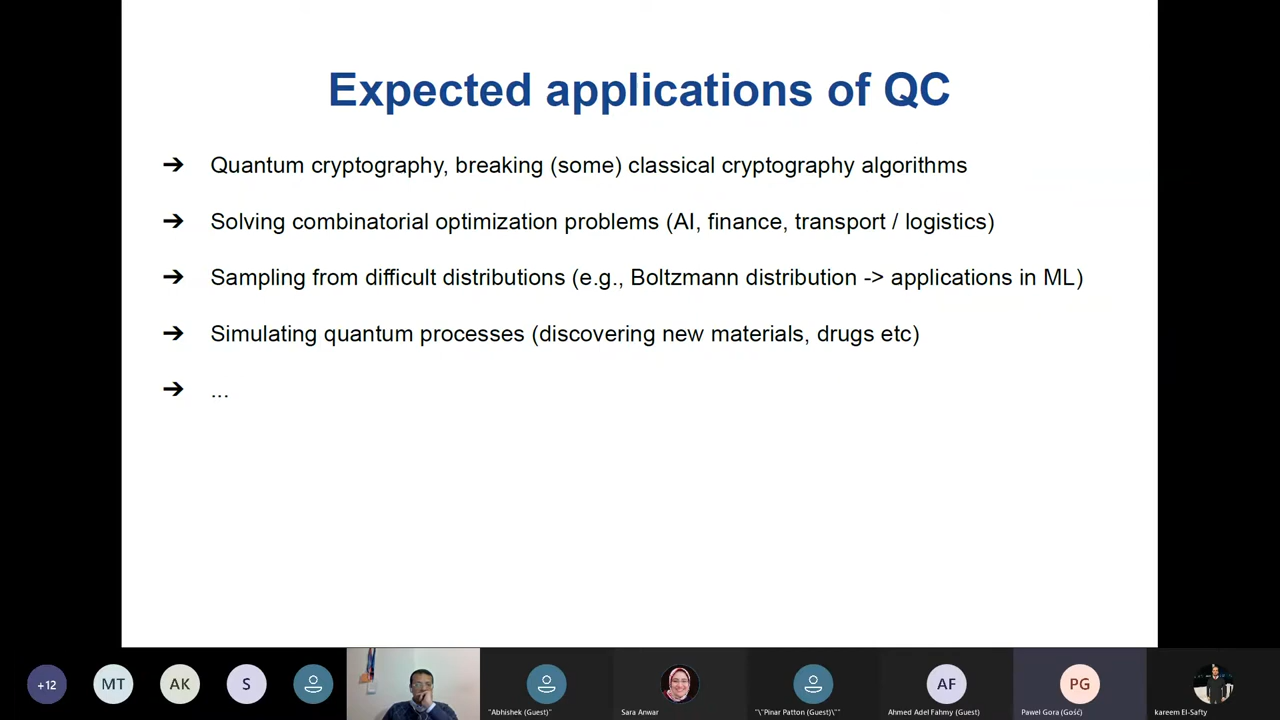 Expected applications of QC
➔ Quantum cryptography, breaking (some) classical cryptography algorithms
➔ Solving combinatorial optimization problems (AI, finance, transport / logistics)
➔ Sampling from difficult distributions (e.g., Boltzmann distribution -> applications in ML)
➔ Simulating quantum processes (discovering new materials, drugs etc)
➔ ...
+12
MT
AK
S
AF
PG
"Abhishek (Guest)"
Sara Anwar
"\"Pinar Patton (Guest)\""
Ahmed Adel Fahmy (Guest)
Paweł Gora (Gość)
kareem El-Safty